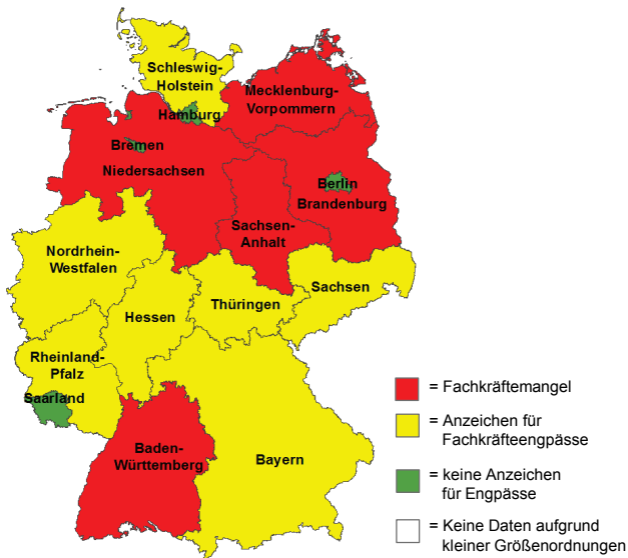 Schleswig-
Holstein
Mecklenburg-
Vorpommern
Hamburg
Bremen
Niedersachsen
Berlin
Brandenburg
Sachsen-
Anhalt
Nordrhein-
Westfalen
Hessen
Thüringen
Sachsen
Rheinland-
Pfalz
Saarland
Baden-
Württemberg
Bayern
= Fachkräftemangel
= Anzeichen für
Fachkräfteengpässe
= keine Anzeichen
für Engpässe
= Keine Daten aufgrund
kleiner Größenordnungen